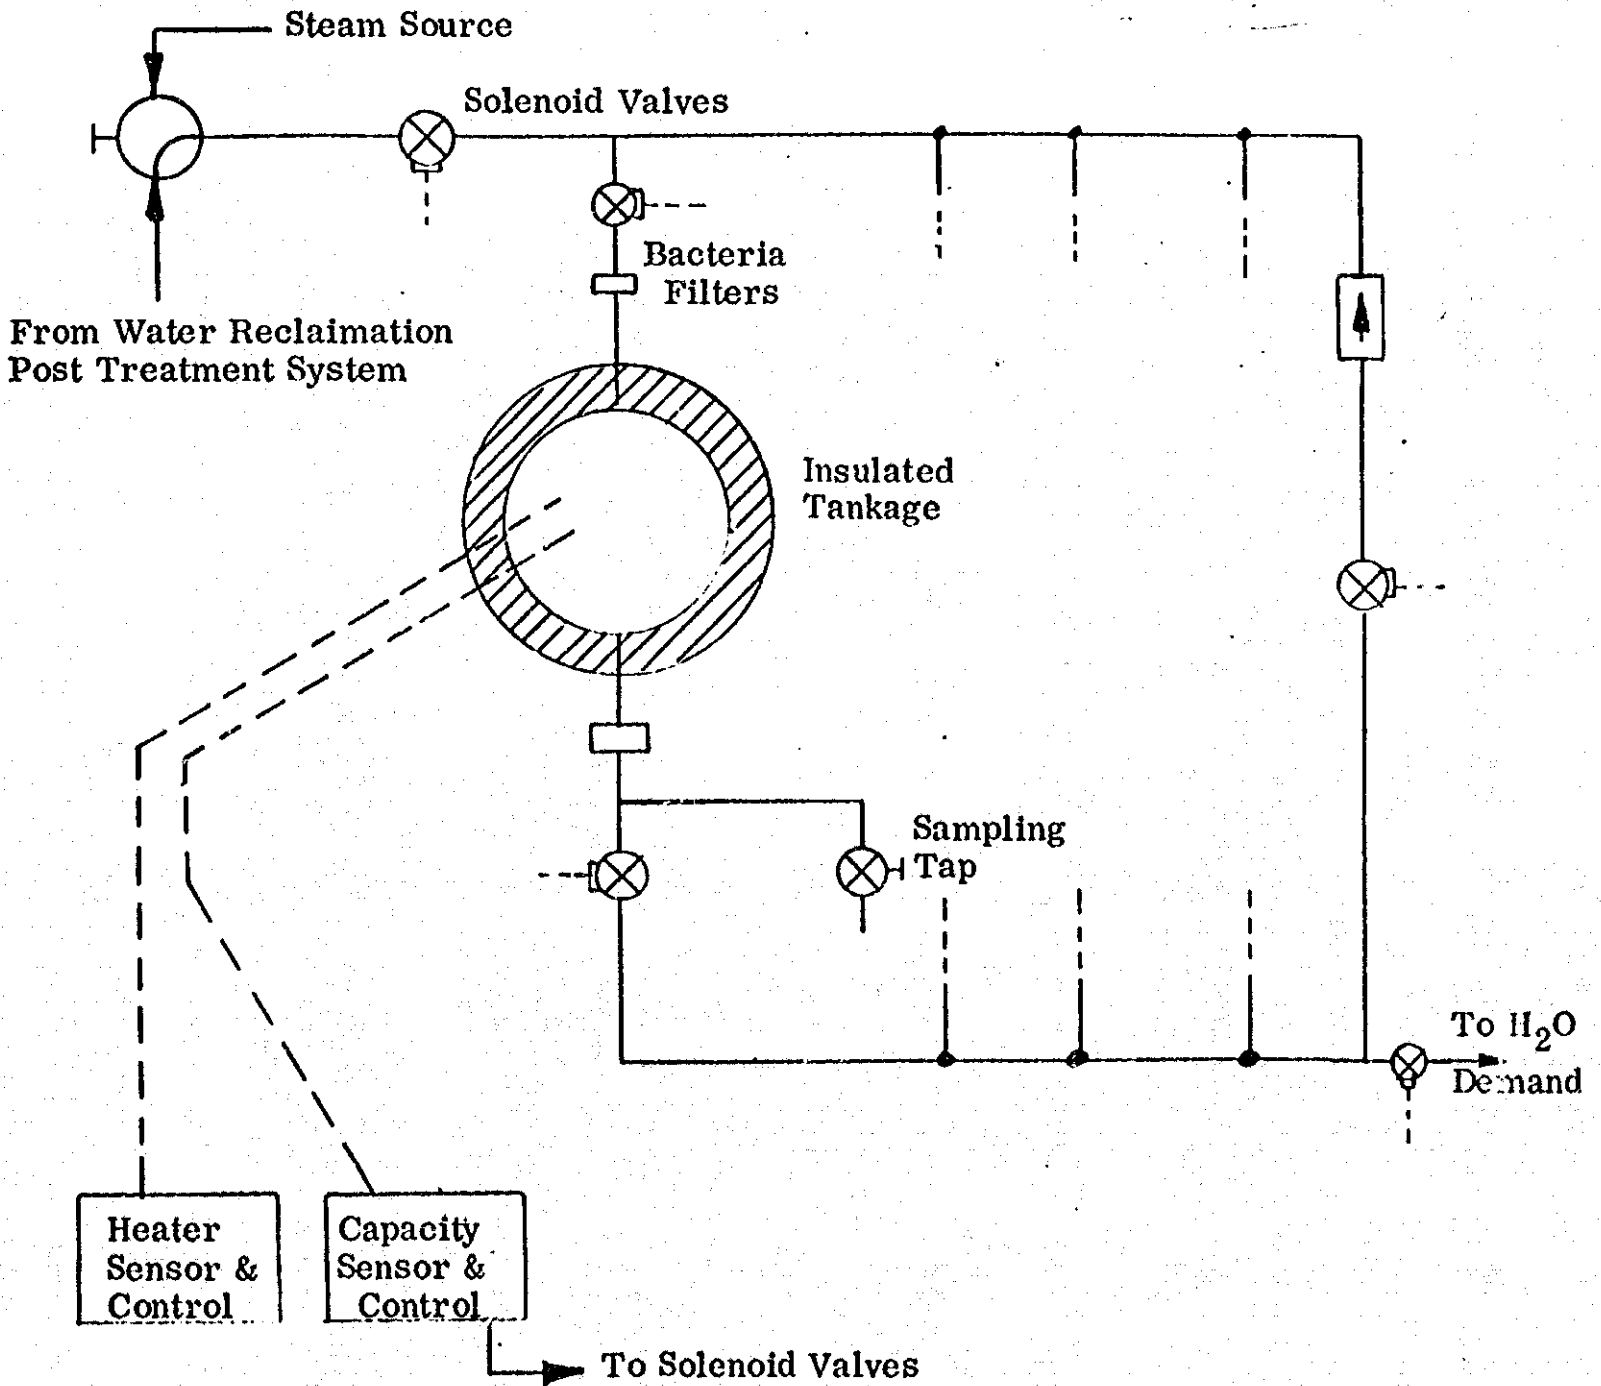 Steam Source
Solenoid Valves
Bacteria
Filters
From Water Reclaimation
Post Treatment System
Insulated
Tankage
Sampling
Tap
To H₂O
Demand
Heater
Sensor &
Control
Capacity
Sensor &
Control
To Solenoid Valves